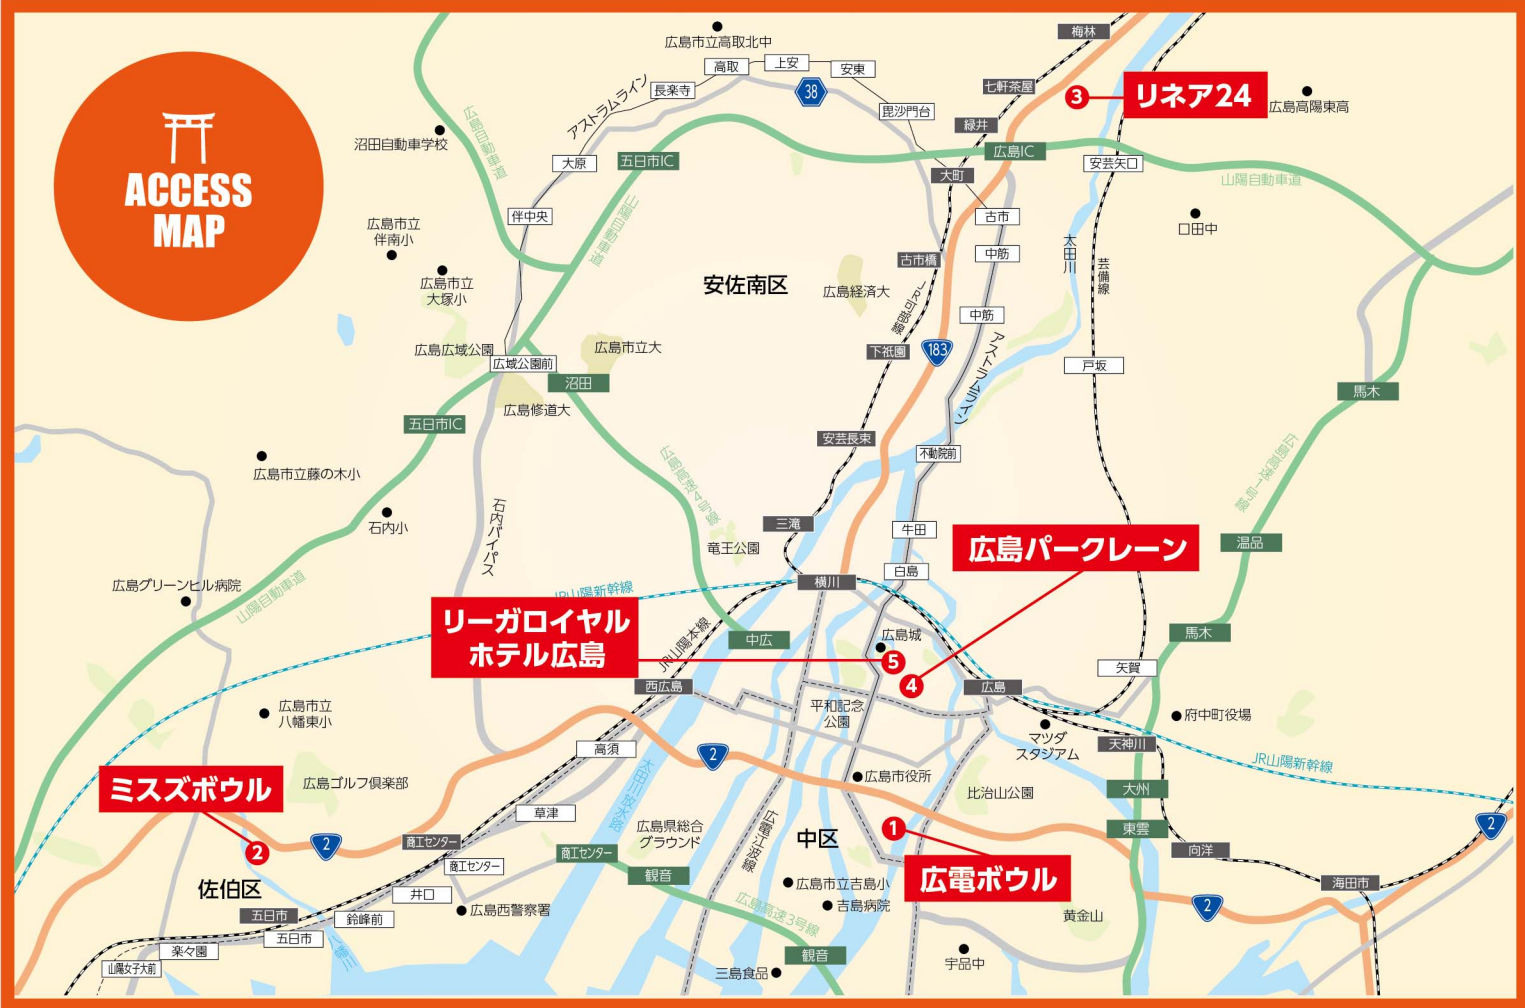 ACCESS
MAP
梅林
広島市立高取北中
高取
上安
安東
七軒茶屋
38
長楽寺
アストラムライン
毘沙門台
3
リネア24
広島高陽東高
広島自動車道
沼田自動車学校
緑井
大原
五日市IC
広島IC
安芸矢口
大町
山陽自動車道
伴中央
山陽自動車道
古市
口田中
広島市立
伴南小
中筋
太田川
芸備線
古市橋
広島市立
大塚小
安佐南区
広島経済大
JR可部線
中筋
広島広域公園
広域公園前
広島市立大
下祇園
183
アストラムライン
戸坂
沼田
馬木
広島修道大
五日市IC
安芸長束
不動院前
広島市立藤の木小
広島高速4号線
広島高速1号線
石内小
石内バイパス
三滝
牛田
竜王公園
温品
広島パークレーン
広島グリーンヒル病院
山陽自動車道
JR山陽新幹線
横川
白島
リーガロイヤル
ホテル広島
JR山陽本線
中広
広島城
馬木
5
矢賀
西広島
4
広島
広島市立
八幡東小
平和記念
公園
府中町役場
マツダ
スタジアム
天神川
高須
2
JR山陽新幹線
ミスズボウル
広島ゴルフ倶楽部
太田川放水路
広島市役所
比治山公園
大州
草津
広島県総合
グラウンド
広電江波線
中区
1
東雲
2
2
2
商工センター
商工センター
商工センター
向洋
佐伯区
観音
広電ボウル
海田市
井口
広島市立吉島小
五日市
鈴峰前
広島西警察署
広島高速3号線
吉島病院
2
黄金山
五日市
楽々園
八幡川
山陽女子大前
観音
三島食品
宇品中